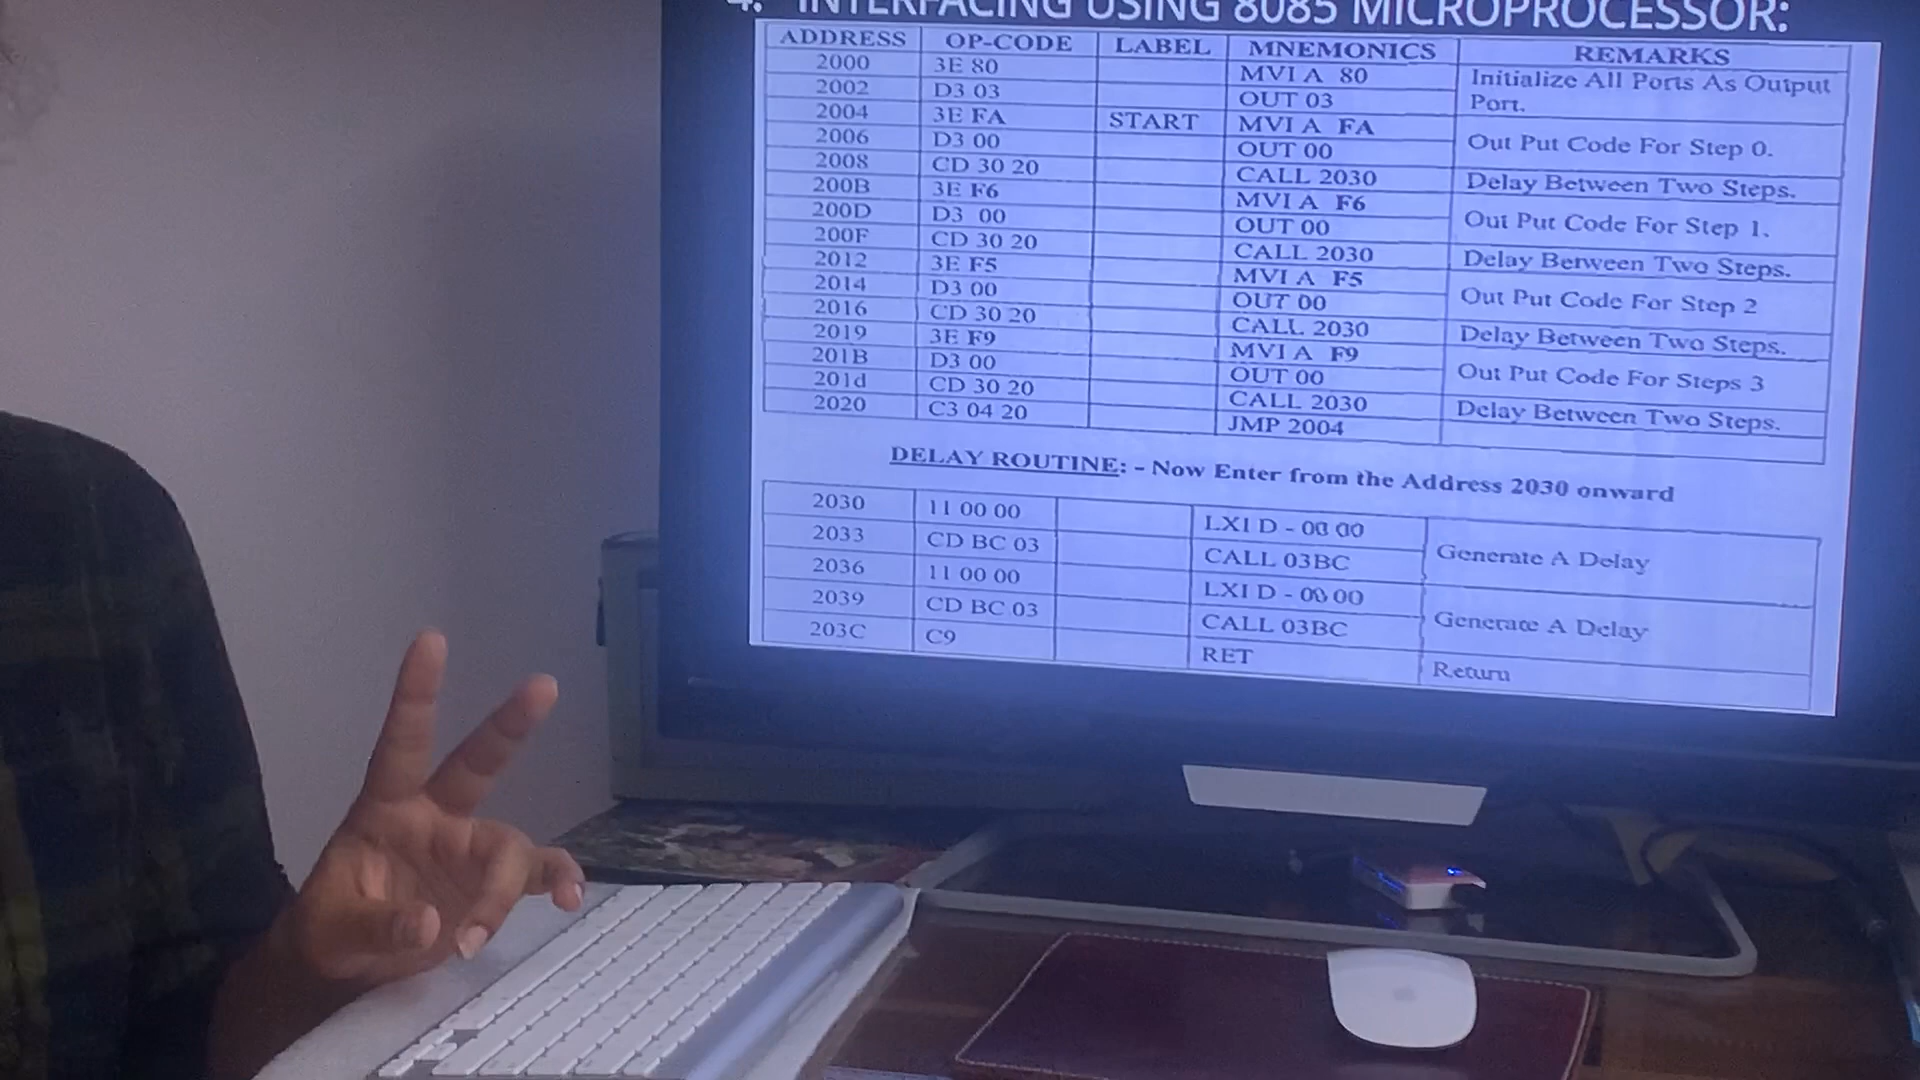 4. INTERFACING USING 8085 MICROPROCESSOR:
ADDRESS OP-CODE LABEL MNEMONICS REMARKS
2000 3E 80 MVI A 80 Initialize All Ports As Output Port.
2002 D3 03 OUT 03
2004 3E FA START MVI A FA Out Put Code For Step 0.
2006 D3 00 OUT 00
2008 CD 30 20 CALL 2030 Delay Between Two Steps.
200B 3E F6 MVI A F6 Out Put Code For Step 1.
200D D3 00 OUT 00
200F CD 30 20 CALL 2030 Delay Between Two Steps.
2012 3E F5 MVI A F5 Out Put Code For Step 2
2014 D3 00 OUT 00
2016 CD 30 20 CALL 2030 Delay Between Two Steps.
2019 3E F9 MVI A F9 Out Put Code For Steps 3
201B D3 00 OUT 00
201d CD 30 20 CALL 2030 Delay Between Two Steps.
2020 C3 04 20 JMP 2004
DELAY ROUTINE: - Now Enter from the Address 2030 onward
2030 11 00 00 LXI D - 00 00 Generate A Delay
2033 CD BC 03 CALL 03BC
2036 11 00 00 LXI D - 00 00 Generate A Delay
2039 CD BC 03 CALL 03BC
203C C9 RET Return